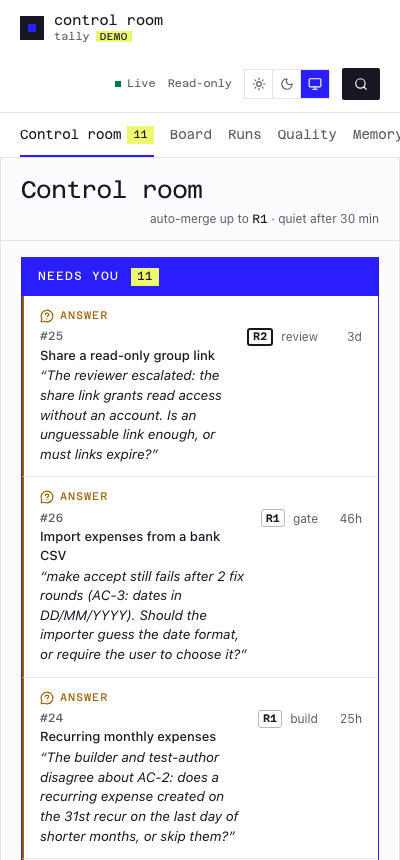 control room
tally DEMO
Live Read-only
Control room 11 Board Runs Quality Memory
Control room
auto-merge up to R1 · quiet after 30 min
NEEDS YOU 11
ANSWER
#25 R2 review 3d
Share a read-only group link
“The reviewer escalated: the
share link grants read access
without an account. Is an
unguessable link enough, or
must links expire?”
ANSWER
#26 R1 gate 46h
Import expenses from a bank
CSV
“make accept still fails after 2 fix
rounds (AC-3: dates in
DD/MM/YYYY). Should the
importer guess the date format,
or require the user to choose it?”
ANSWER
#24 R1 build 25h
Recurring monthly expenses
“The builder and test-author
disagree about AC-2: does a
recurring expense created on
the 31st recur on the last day of
shorter months, or skip them?”